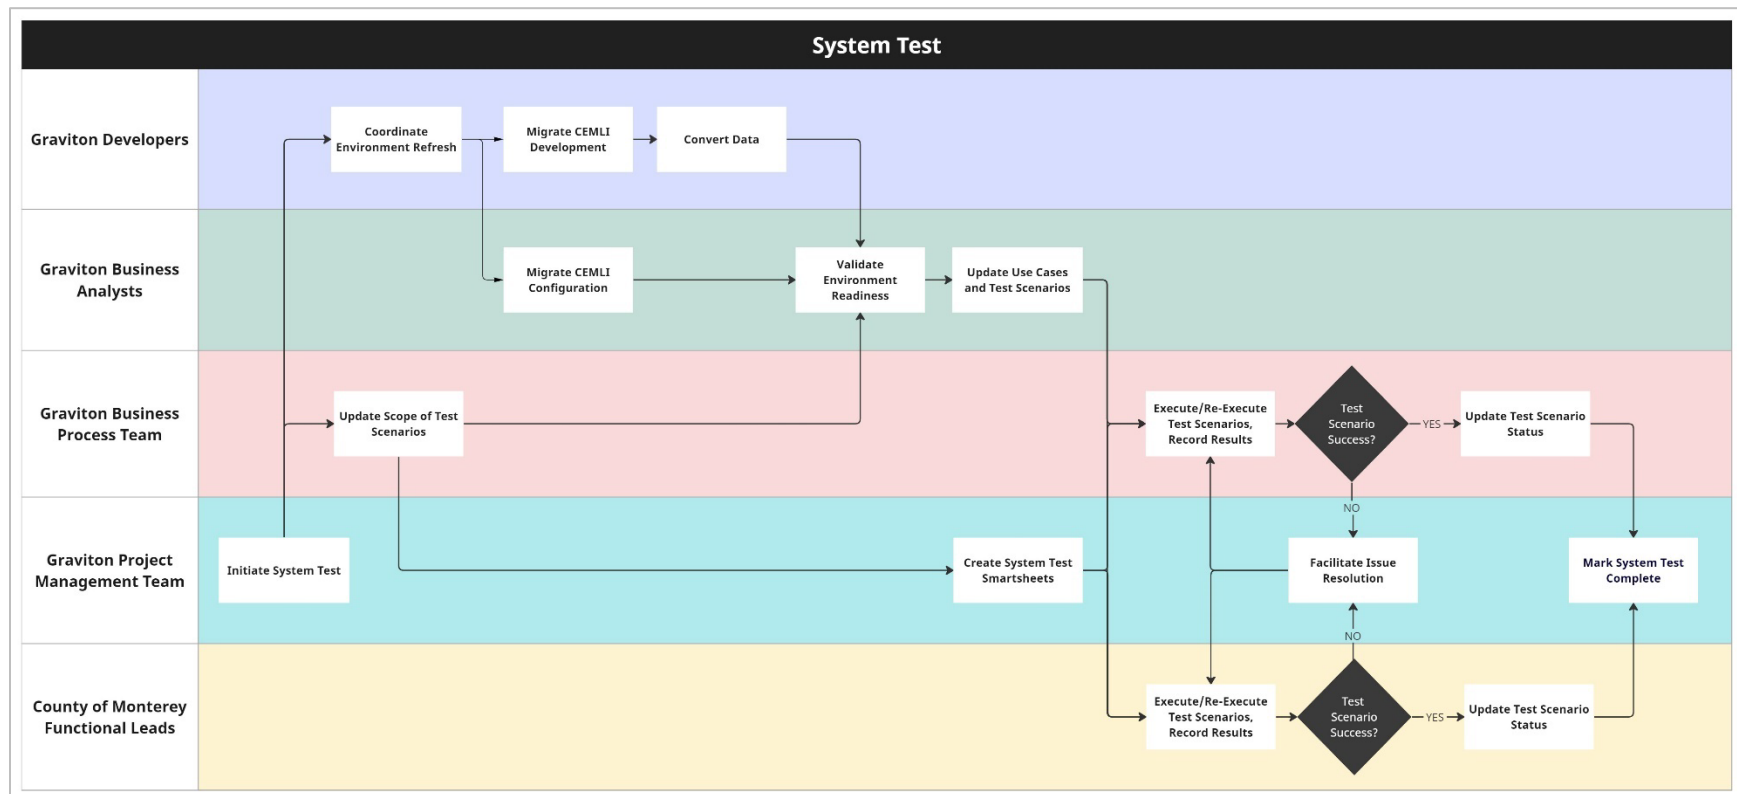 System Test
Graviton Developers
Coordinate
Environment Refresh
Migrate CEMLI
Development
Convert Data
Graviton Business
Analysts
Migrate CEMLI
Configuration
Validate
Environment
Readiness
Update Use Cases
and Test Scenarios
Graviton Business
Process Team
Update Scope of Test
Scenarios
Execute/Re-Execute
Test Scenarios,
Record Results
Test
Scenario
Success?
YES
Update Test Scenario
Status
NO
Graviton Project
Management Team
Initiate System Test
Create System Test
Smartsheets
Facilitate Issue
Resolution
Mark System Test
Complete
NO
County of Monterey
Functional Leads
Execute/Re-Execute
Test Scenarios,
Record Results
Test
Scenario
Success?
YES
Update Test Scenario
Status